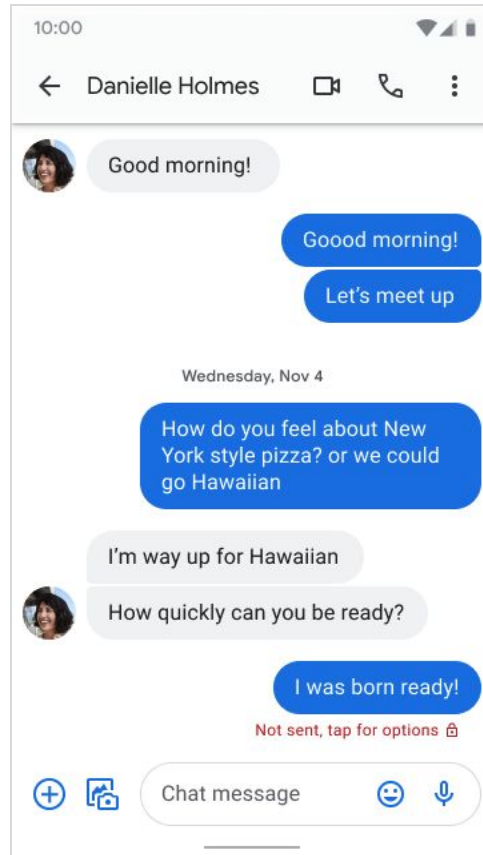 10:00
Danielle Holmes
Good morning!
Goood morning!
Let's meet up
Wednesday, Nov 4
How do you feel about New
York style pizza? or we could
go Hawaiian
I'm way up for Hawaiian
How quickly can you be ready?
I was born ready!
Not sent, tap for options
Chat message